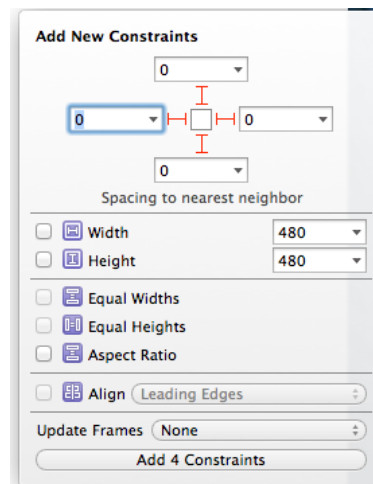 Add New Constraints
0
0 0
0
Spacing to nearest neighbor
Width 480
Height 480
Equal Widths
Equal Heights
Aspect Ratio
Align Leading Edges
Update Frames None
Add 4 Constraints